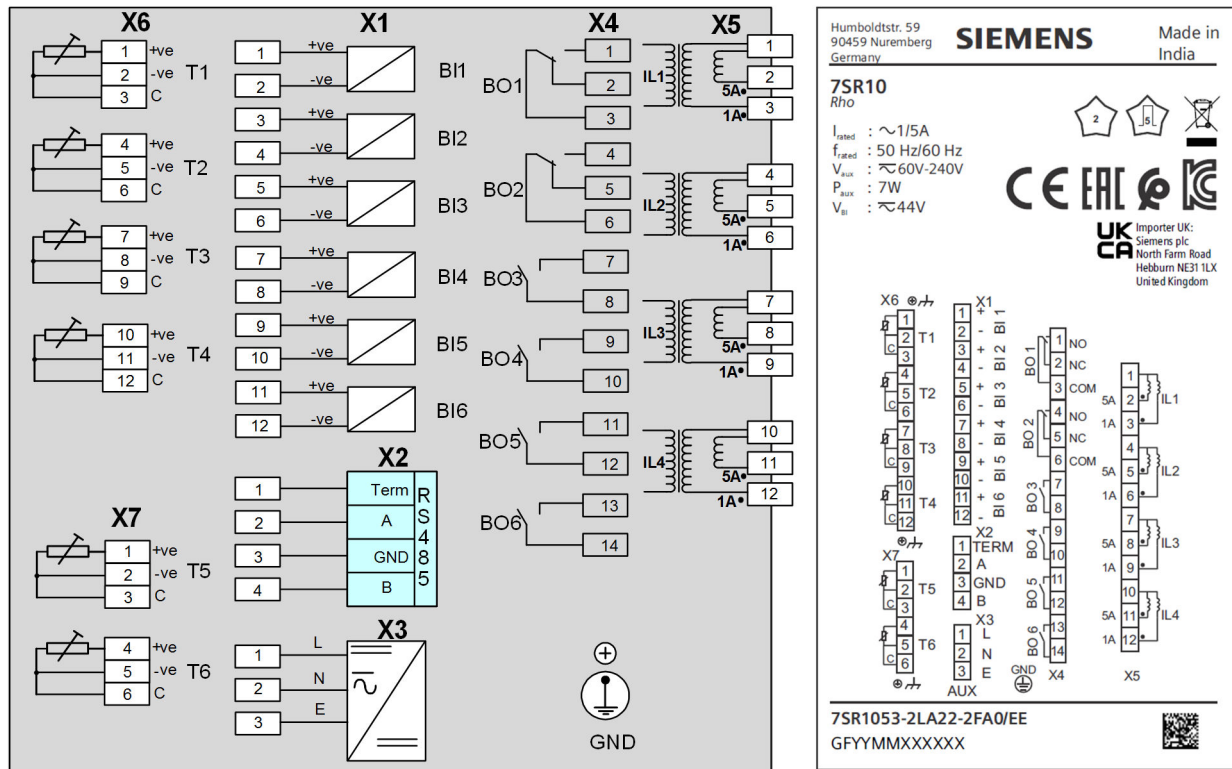 X6
1 +ve
2 -ve T1
3 C
4 +ve
5 -ve T2
6 C
7 +ve
8 -ve T3
9 C
10 +ve
11 -ve T4
12 C
X7
1 +ve
2 -ve T5
3 C
4 +ve
5 -ve T6
6 C
X1
1 +ve
BI1
2 -ve
3 +ve
BI2
4 -ve
5 +ve
BI3
6 -ve
7 +ve
BI4
8 -ve
9 +ve
BI5
10 -ve
11 +ve
BI6
12 -ve
X2
1 Term
2 A
3 GND
4 B
RS485
X3
1 L
2 N
3 E
X4
1
BO1 2
3
4
BO2 5
6
7
BO3
8
9
BO4
10
11
BO5
12
13
BO6
14
GND
X5
1
IL1 2
5A
1A 3
4
IL2 5
5A
1A 6
7
IL3 8
5A
1A 9
10
IL4 11
5A
1A 12
Humboldtstr. 59
90459 Nuremberg
Germany
SIEMENS
Made in
India
7SR10
Rho
Irated : ~1/5A
frated : 50 Hz/60 Hz
Vaux : 60V-240V
Paux : 7W
VBI : 44V
2
5
CE EAC
UK
CA
Importer UK:
Siemens plc
North Farm Road
Hebburn NE31 1LX
United Kingdom
X6
1
2 T1
C 3
4
5 T2
C 6
7
8 T3
C 9
10
11 T4
C 12
X7
1
2 T5
C 3
4
5 T6
C 6
X1
1 + BI 1
2 -
3 + BI 2
4 -
5 + BI 3
6 -
7 + BI 4
8 -
9 + BI 5
10 -
11 + BI 6
12 -
X2
1 TERM
2 A
3 GND
4 B
X3
1 L
2 N
3 E
AUX
BO 1
1 NO
2 NC
3 COM
BO 2
4 NO
5 NC
6 COM
BO 3
7
8
BO 4
9
10
BO 5
11
12
BO 6
13
14
GND
X4
1
5A 2 IL1
1A 3
4
5A 5 IL2
1A 6
7
5A 8 IL3
1A 9
10
5A 11 IL4
1A 12
X5
7SR1053-2LA22-2FA0/EE
GFYYMMXXXXXX